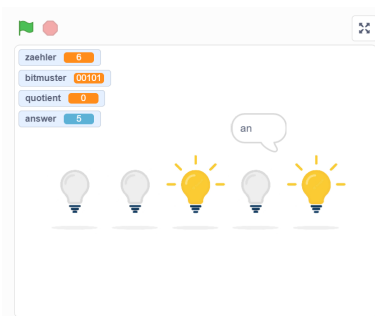 zaehler 6
bitmuster 00101
quotient 0
answer 5
an